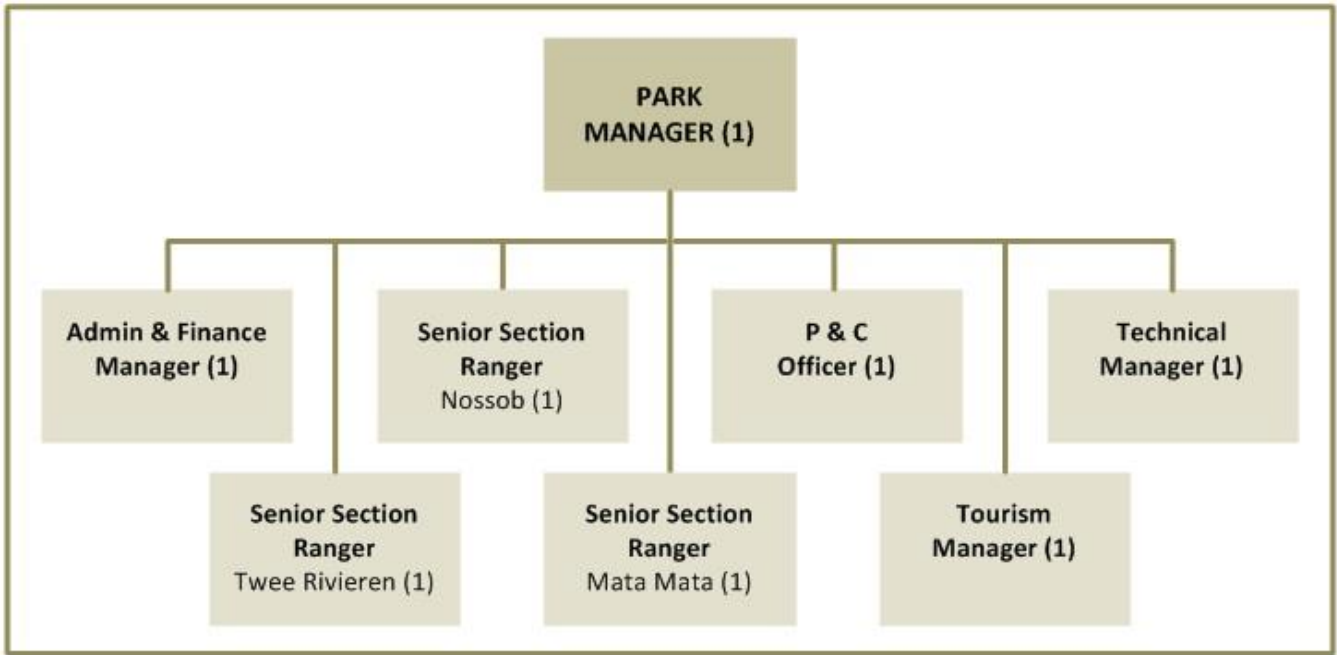 PARK
MANAGER (1)
Admin & Finance
Manager (1)
Senior Section
Ranger
Nossob (1)
P & C
Officer (1)
Technical
Manager (1)
Senior Section
Ranger
Twee Rivieren (1)
Senior Section
Ranger
Mata Mata (1)
Tourism
Manager (1)